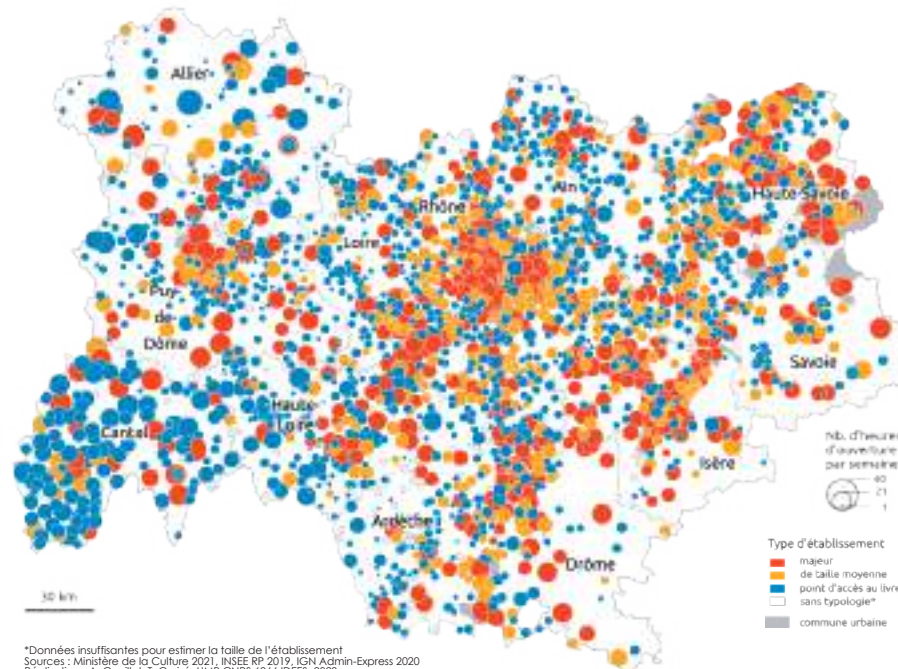 Allier
Haute-Savoie
Ain
Rhône
Loire
Puy-
de-
Dôme
Savoie
Haute-
Loire
Cantal
Isère
Nb. d'heures
d'ouverture
par semaine
40
21
1
Ardèche
Drôme
Type d'établissement
majeur
de taille moyenne
point d'accès au livre
sans typologie*
commune urbaine
30 km
*Données insuffisantes pour estimer la taille de l'établissement
Sources : Ministère de la Culture 2021, INSEE RP 2019, IGN Admin-Express 2020